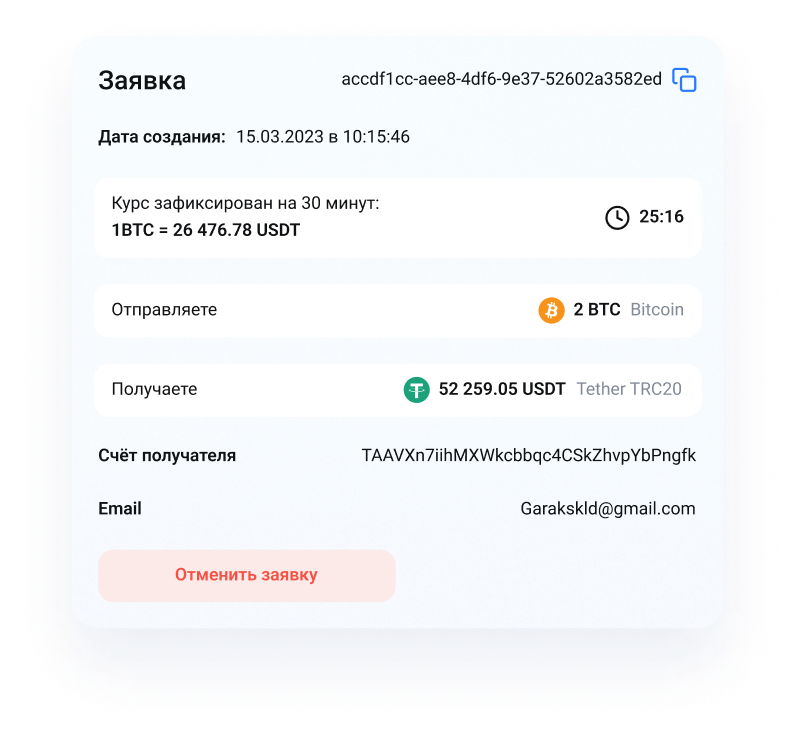 Заявка accdf1cc-aee8-4df6-9e37-52602a3582ed
Дата создания: 15.03.2023 в 10:15:46
Курс зафиксирован на 30 минут:
1BTC = 26 476.78 USDT
25:16
Отправляете 2 BTC Bitcoin
Получаете 52 259.05 USDT Tether TRC20
Счёт получателя TAAVXn7iihMXWkcbbqc4CSkZhvpYbPngfk
Email Garakskld@gmail.com
Отменить заявку